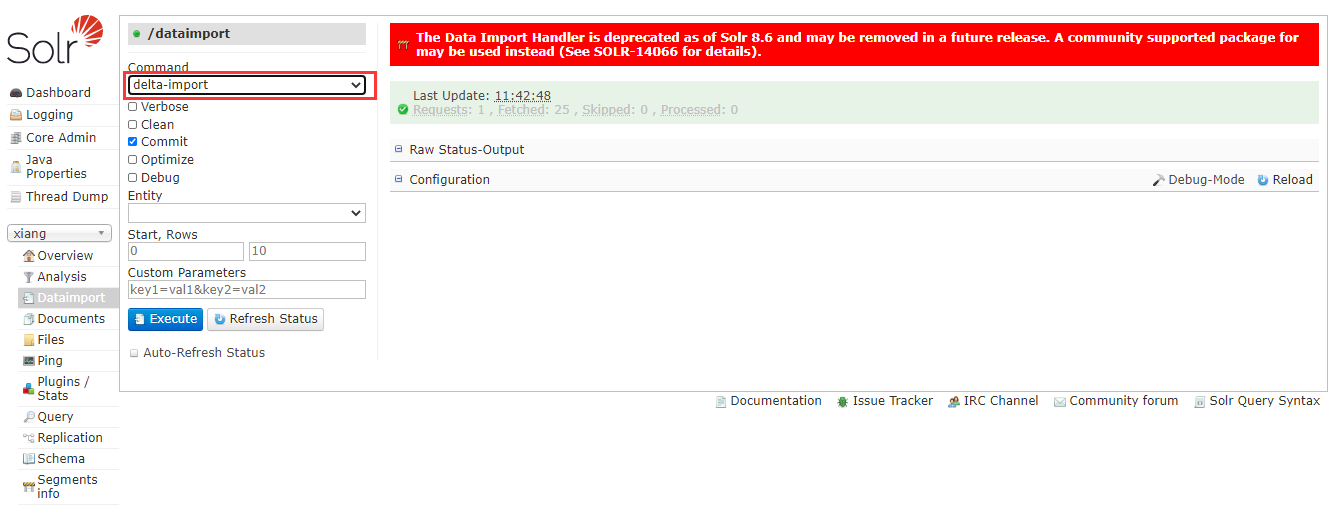 Solr
Dashboard
Logging
Core Admin
Java
Properties
Thread Dump
xiang
Overview
Analysis
Dataimport
Documents
Files
Ping
Plugins /
Stats
Query
Replication
Schema
Segments
info
/dataimport
Command
delta-import
Verbose
Clean
Commit
Optimize
Debug
Entity
Start, Rows
0 10
Custom Parameters
key1=val1&key2=val2
Execute Refresh Status
Auto-Refresh Status
The Data Import Handler is deprecated as of Solr 8.6 and may be removed in a future release. A community supported package for
may be used instead (See SOLR-14066 for details).
Last Update: 11:42:48
Requests: 1 , Fetched: 25 , Skipped: 0 , Processed: 0
Raw Status-Output
Configuration Debug-Mode Reload
Documentation Issue Tracker IRC Channel Community forum Solr Query Syntax